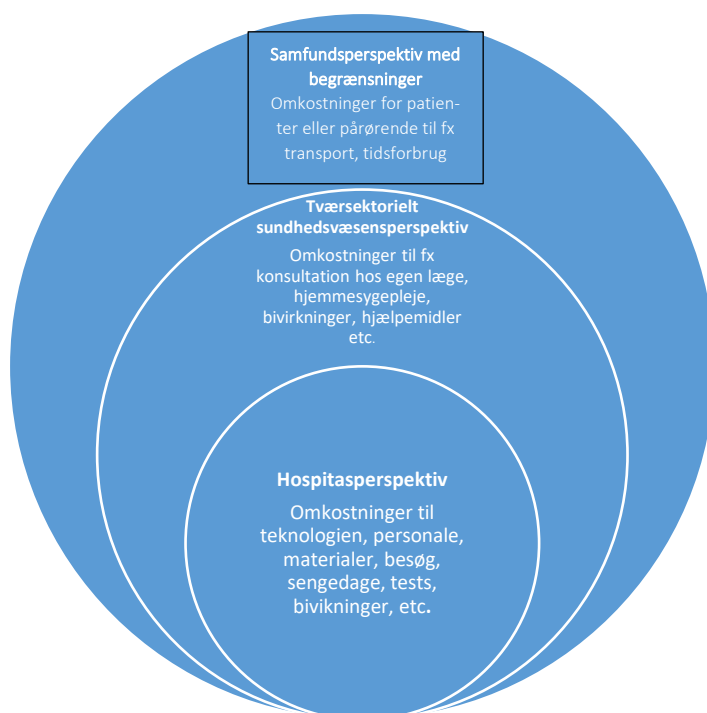 Samfundsperspektiv med
begrænsninger
Omkostninger for patien-
ter eller pårørende til fx
transport, tidsforbrug
Tværsektorielt
sundhedsvæsensperspektiv
Omkostninger til fx
konsultation hos egen læge,
hjemmesygepleje,
bivirkninger, hjælpemidler
etc.
Hospitasperspektiv
Omkostninger til
teknologien, personale,
materialer, besøg,
sengedage, tests,
bivikninger, etc.